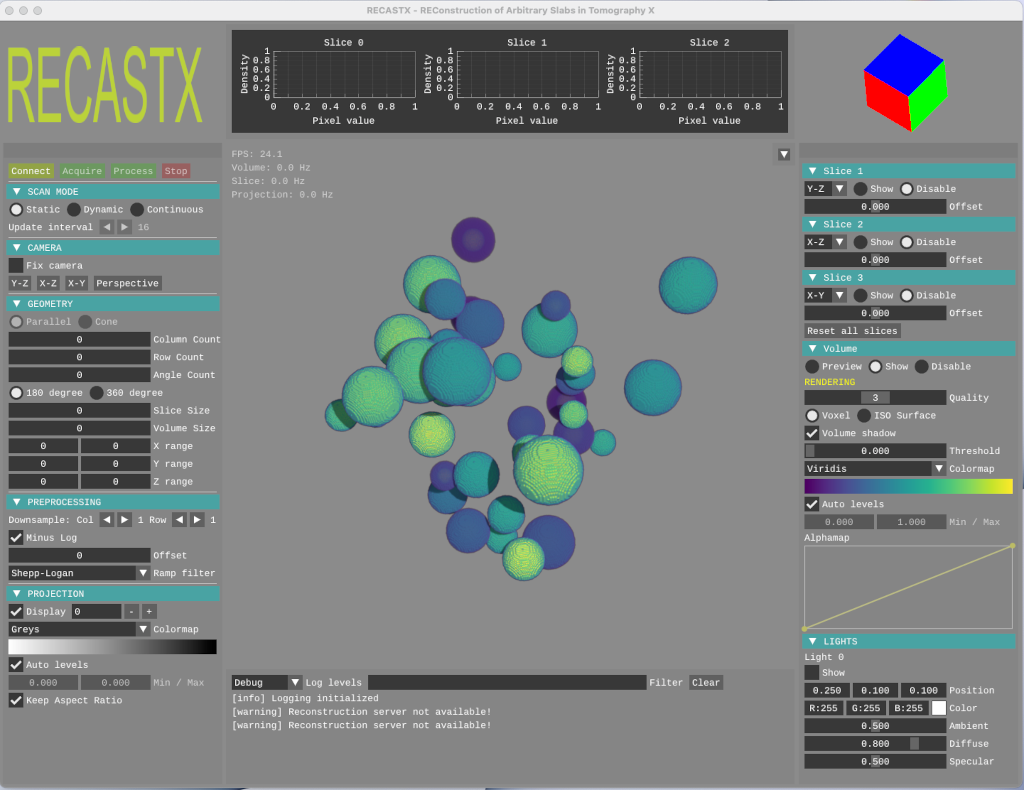 RECASTX - REConstruction of Arbitrary Slabs in Tomography X
RECASTX
Connect Acquire Process Stop
SCAN MODE
Static Dynamic Continuous
Update interval 16
CAMERA
Fix camera
Y-Z X-Z X-Y Perspective
GEOMETRY
Parallel Cone
0 Column Count
0 Row Count
0 Angle Count
180 degree 360 degree
0 Slice Size
0 Volume Size
0 0 X range
0 0 Y range
0 0 Z range
PREPROCESSING
Downsample: Col 1 Row 1
Minus Log
0 Offset
Shepp-Logan Ramp filter
PROJECTION
Display 0 - +
Greys Colormap
Auto levels
0.000 0.000 Min / Max
Keep Aspect Ratio
Slice 0 Slice 1 Slice 2
Density
1
0.8
0.6
0.4
0.2
0
0 0.2 0.4 0.6 0.8 1
Pixel value
Density
1
0.8
0.6
0.4
0.2
0
0 0.2 0.4 0.6 0.8 1
Pixel value
Density
1
0.8
0.6
0.4
0.2
0
0 0.2 0.4 0.6 0.8 1
Pixel value
FPS: 24.1
Volume: 0.0 Hz
Slice: 0.0 Hz
Projection: 0.0 Hz
Debug Log levels Filter Clear
[info] Logging initialized
[warning] Reconstruction server not available!
[warning] Reconstruction server not available!
Slice 1
Y-Z Show Disable
0.000 Offset
Slice 2
X-Z Show Disable
0.000 Offset
Slice 3
X-Y Show Disable
0.000 Offset
Reset all slices
Volume
Preview Show Disable
RENDERING
3 Quality
Voxel ISO Surface
Volume shadow
0.000 Threshold
Viridis Colormap
Auto levels
0.000 1.000 Min / Max
Alphamap
LIGHTS
Light 0
Show
0.250 0.100 0.100 Position
R:255 G:255 B:255 Color
0.500 Ambient
0.800 Diffuse
0.500 Specular